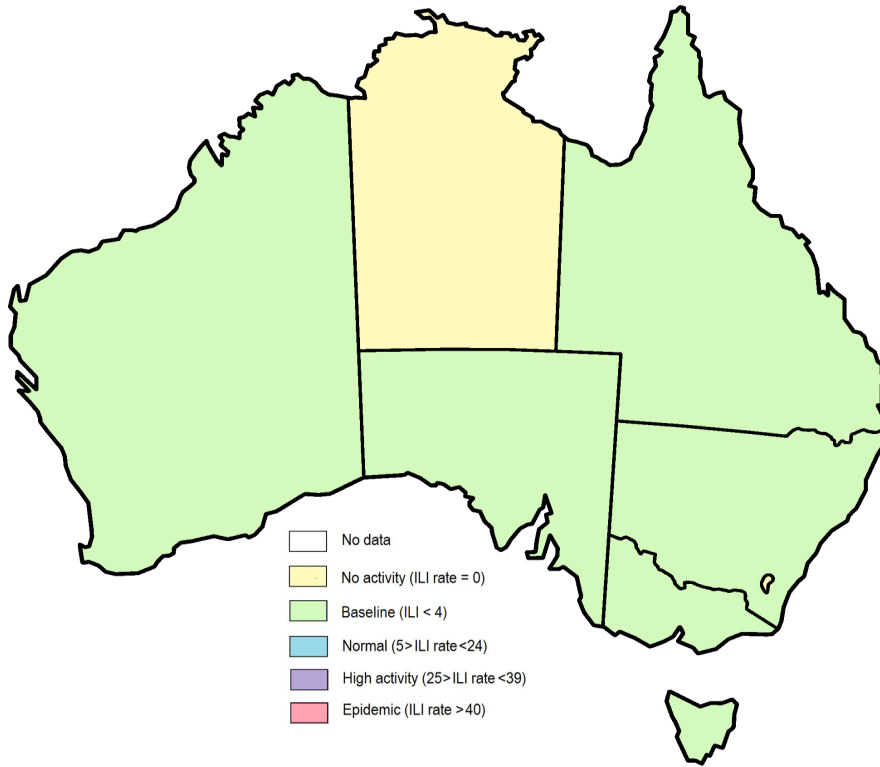 No data
No activity (ILI rate = 0)
Baseline (ILI < 4)
Normal (5>ILI rate<24)
High activity (25>ILI rate<39)
Epidemic (ILI rate >40)